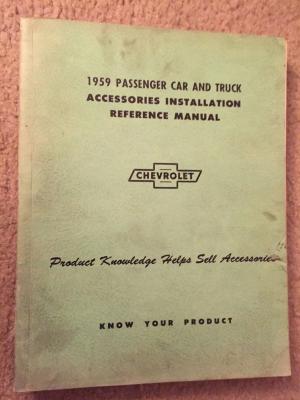 1959 PASSENGER CAR AND TRUCK
ACCESSORIES INSTALLATION
REFERENCE MANUAL
CHEVROLET
Product Knowledge Helps Sell Accessories
KNOW YOUR PRODUCT